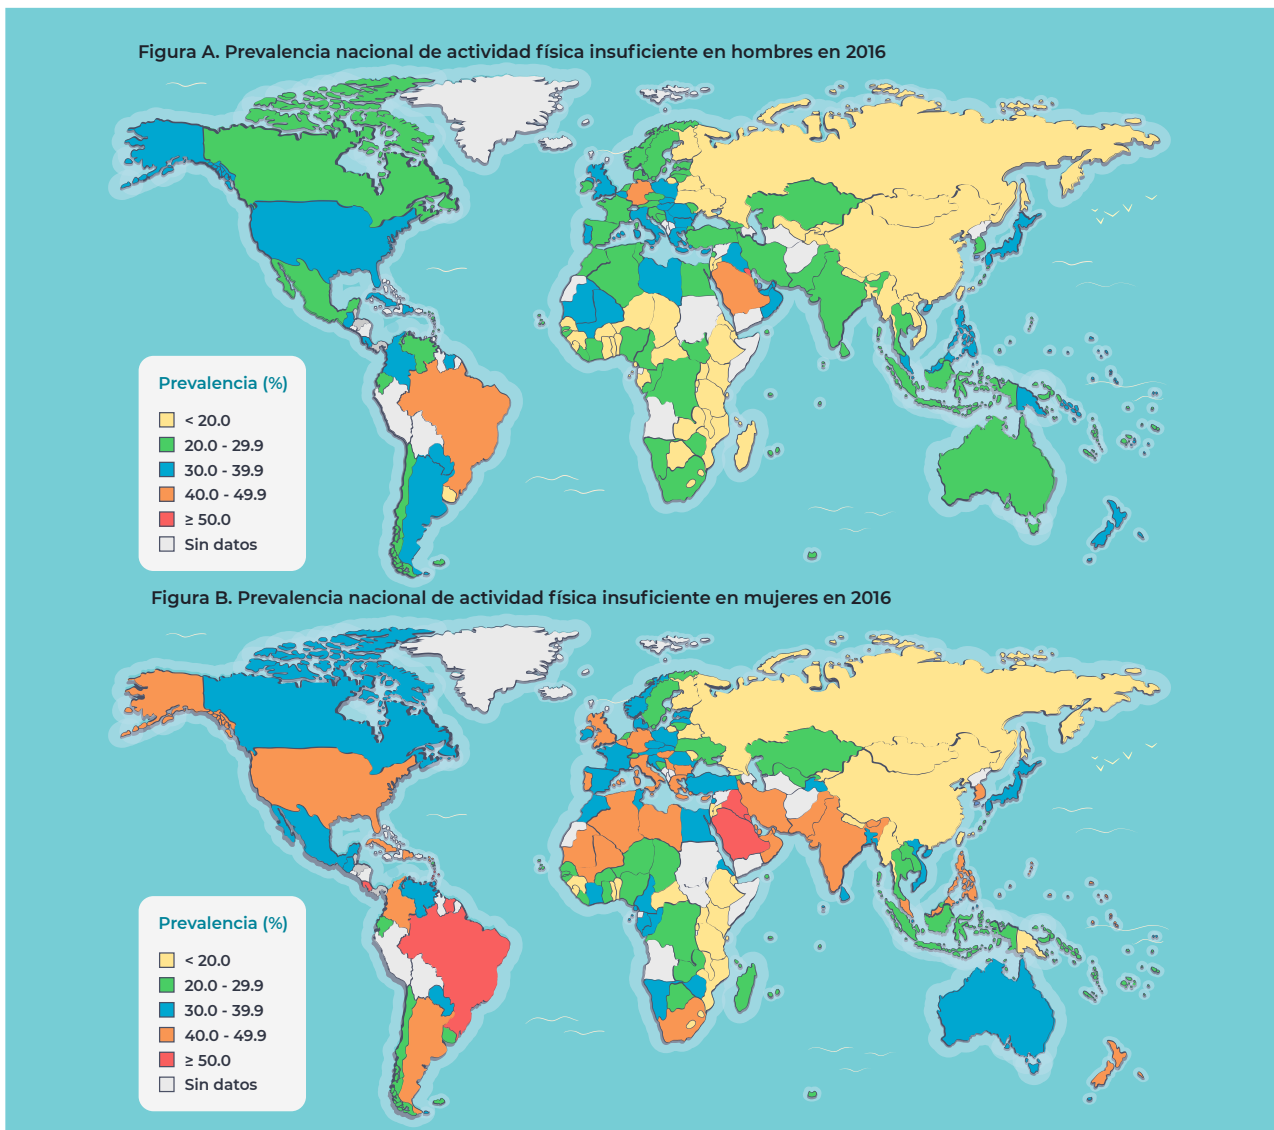 Figura A. Prevalencia nacional de actividad física insuficiente en hombres en 2016
Prevalencia (%)
< 20.0
20.0 - 29.9
30.0 - 39.9
40.0 - 49.9
≥ 50.0
Sin datos
Figura B. Prevalencia nacional de actividad física insuficiente en mujeres en 2016
Prevalencia (%)
< 20.0
20.0 - 29.9
30.0 - 39.9
40.0 - 49.9
≥ 50.0
Sin datos